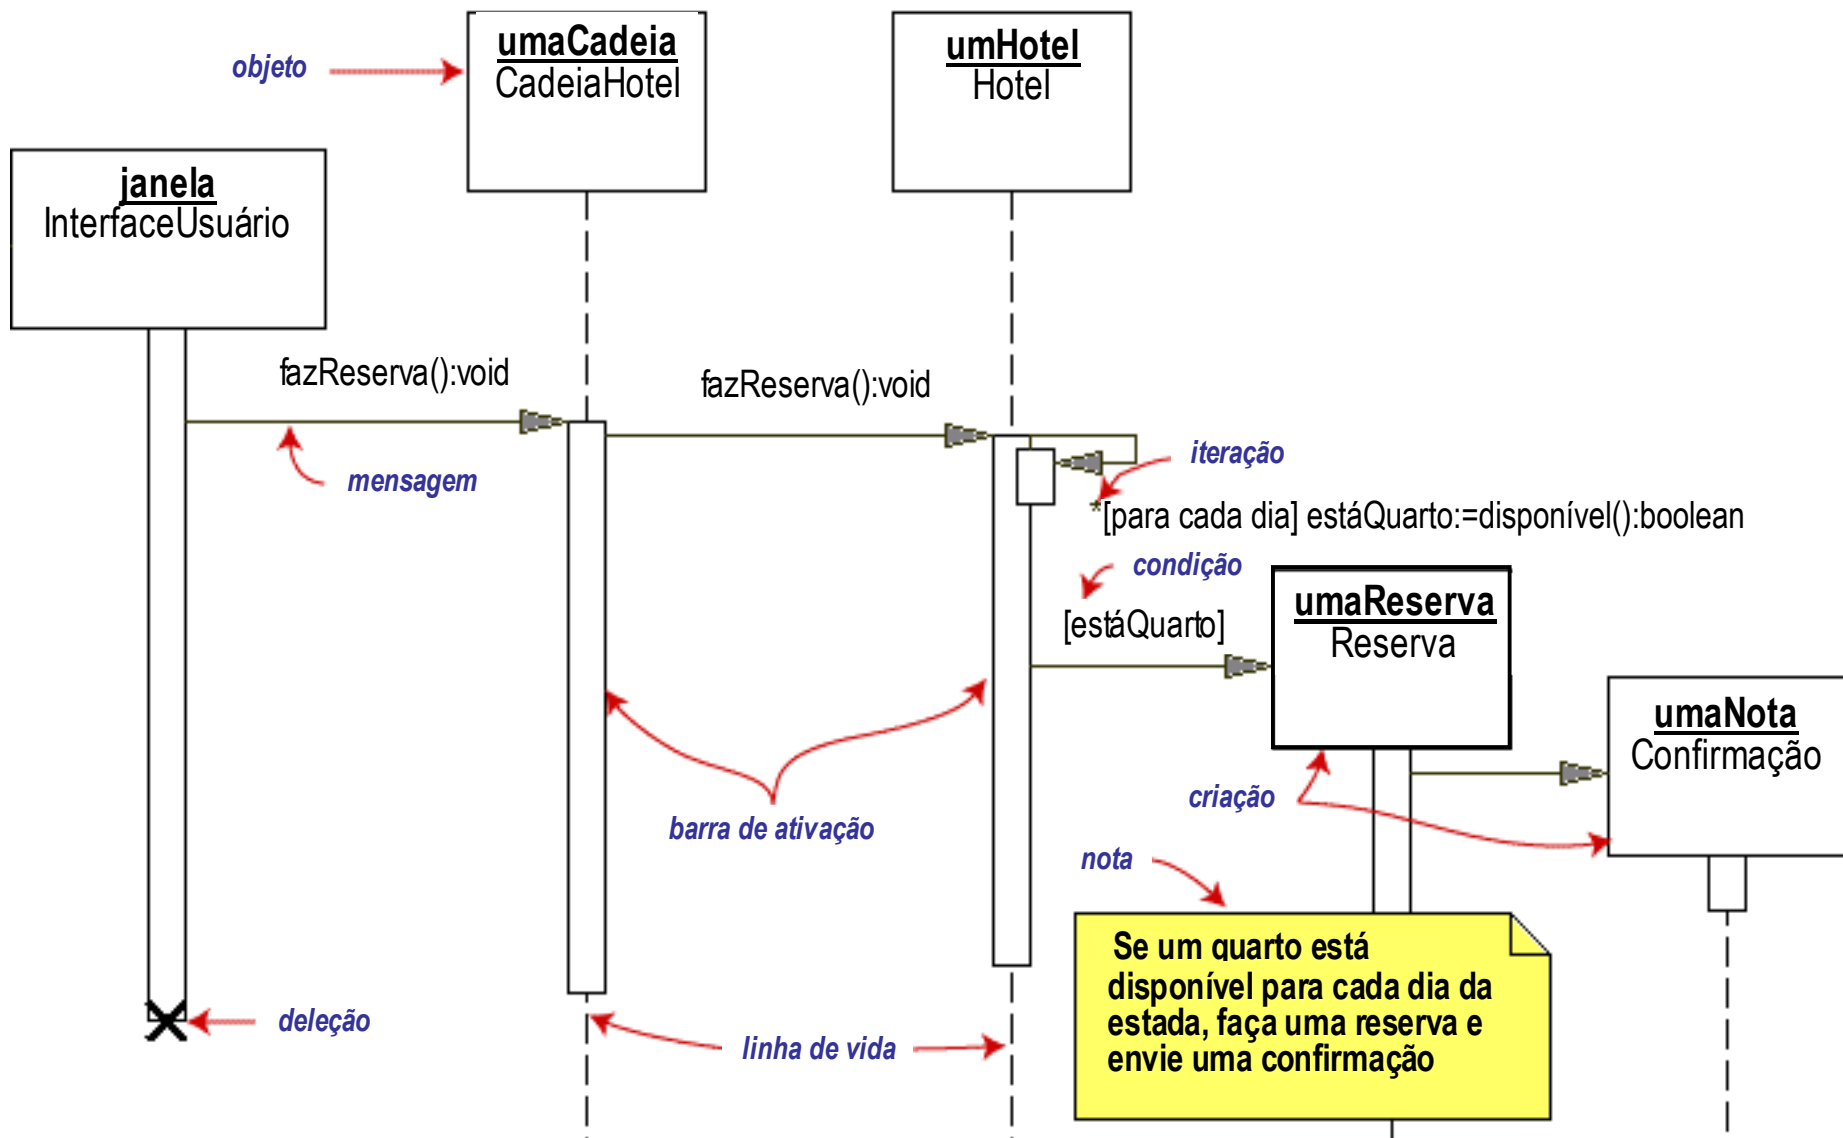 umaCadeia
CadeiaHotel
umHotel
Hotel
objeto
janela
InterfaceUsuário
fazReserva():void
fazReserva():void
mensagem
iteração
*[para cada dia] estáQuarto:=disponível():boolean
condição
[estáQuarto]
umaReserva
Reserva
umaNota
Confirmação
criação
barra de ativação
nota
Se um quarto está
disponível para cada dia da
estada, faça uma reserva e
envie uma confirmação
deleção
linha de vida